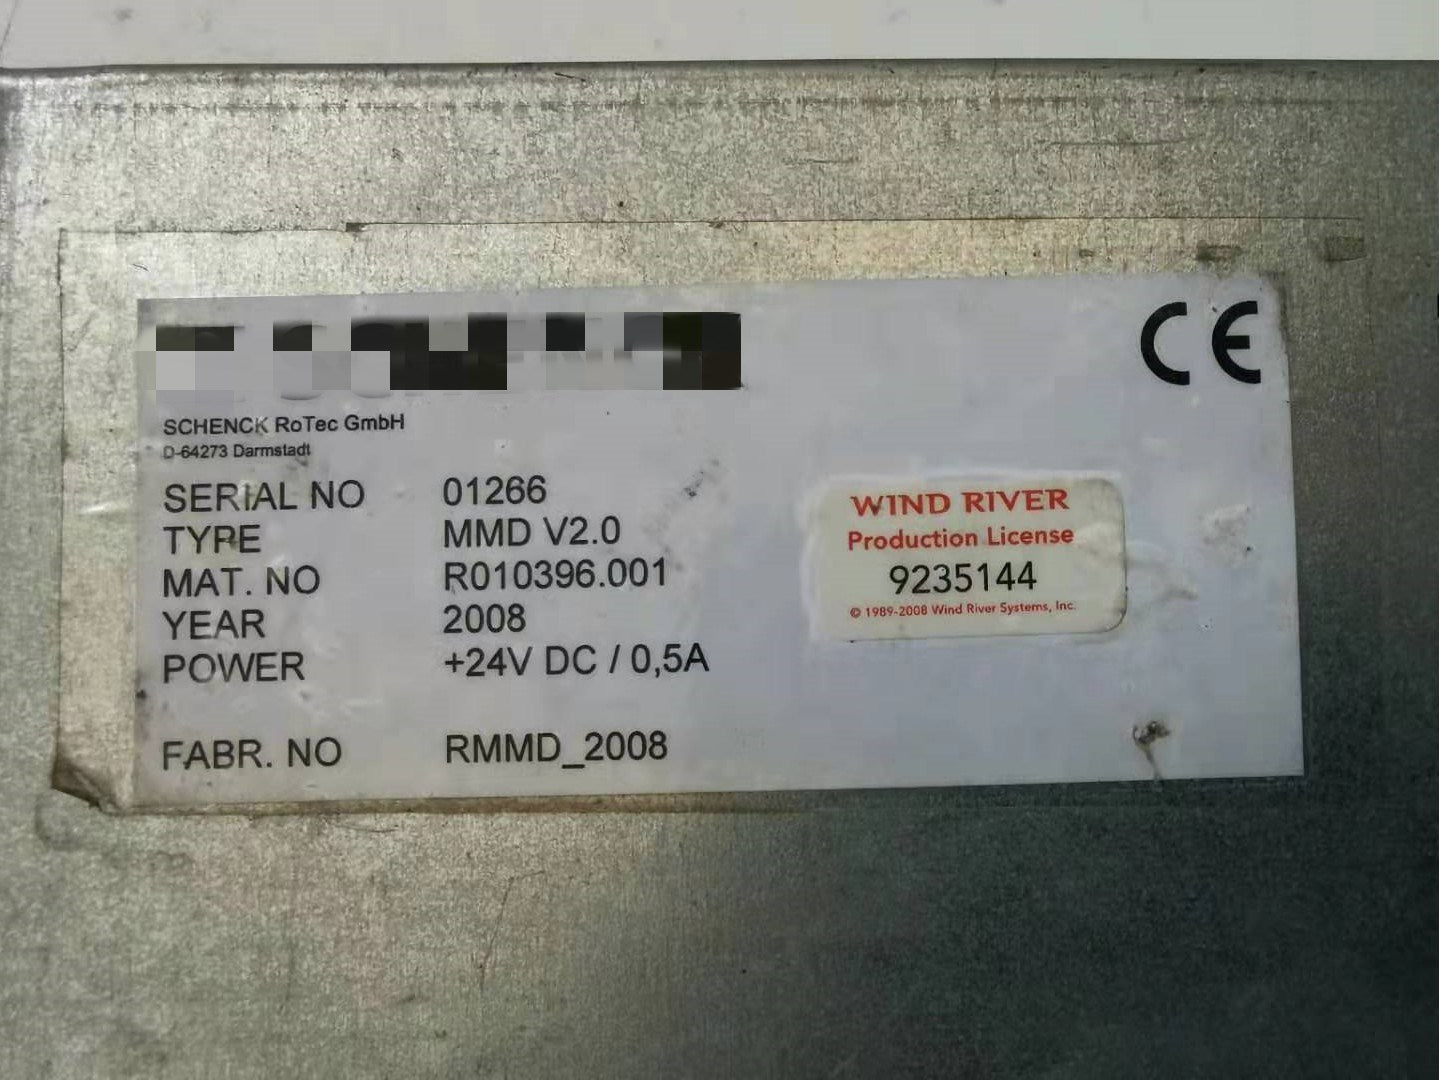 SCHENCK RoTec GmbH
D-64273 Darmstadt
SERIAL NO 01266
TYPE MMD V2.0
MAT. NO R010396.001
YEAR 2008
POWER +24V DC / 0,5A
FABR. NO RMMD_2008
CE
WIND RIVER
Production License
9235144
© 1989-2008 Wind River Systems, Inc.